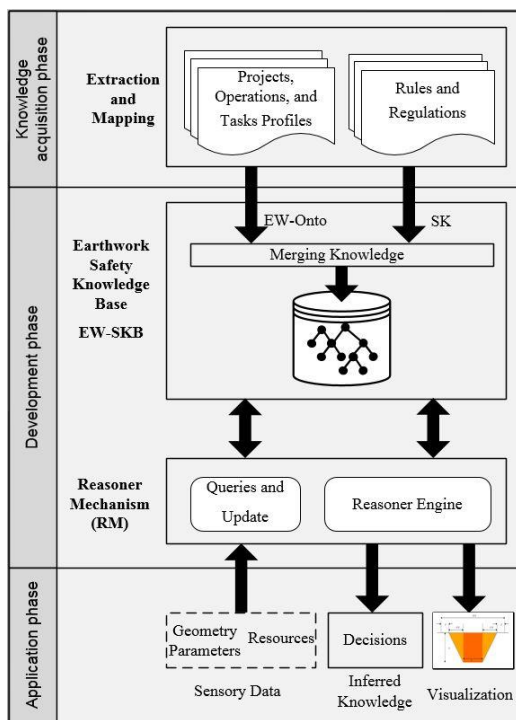 Knowledge
acquisition phase
Extraction
and
Mapping
Projects,
Operations, and
Tasks Profiles
Rules and
Regulations
Development phase
EW-Onto
SK
Earthwork
Safety
Knowledge
Base
EW-SKB
Merging Knowledge
Reasoner
Mechanism
(RM)
Queries and
Update
Reasoner Engine
Application phase
Geometry
Parameters
Resources
Sensory Data
Decisions
Inferred
Knowledge
Visualization